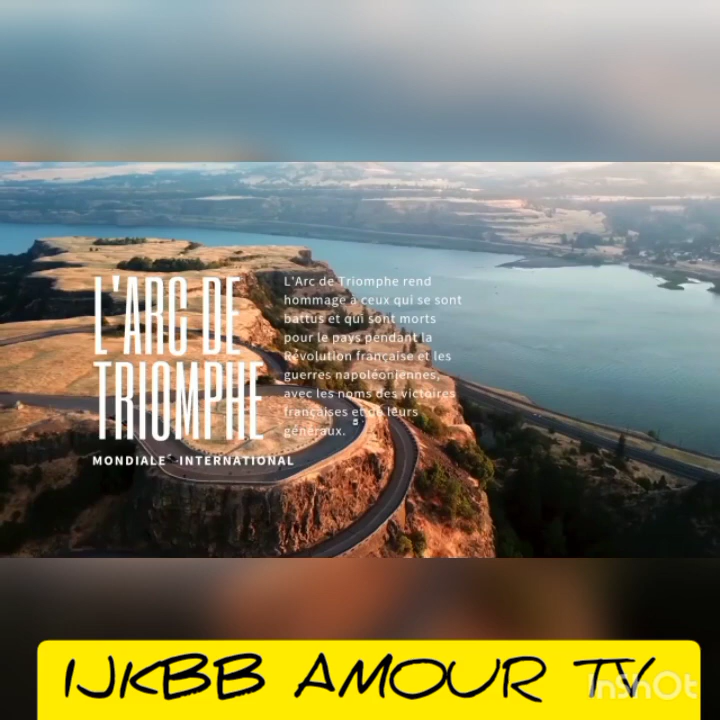 L'ARC DE
TRIOMPHE
MONDIALE INTERNATIONAL
L'Arc de Triomphe rend
hommage à ceux qui se sont
battus et qui sont morts
pour le pays pendant la
Révolution française et les
guerres napoléoniennes,
avec les noms des victoires
françaises et de leurs
généraux.
IJKBB AMOUR TV
InShOt